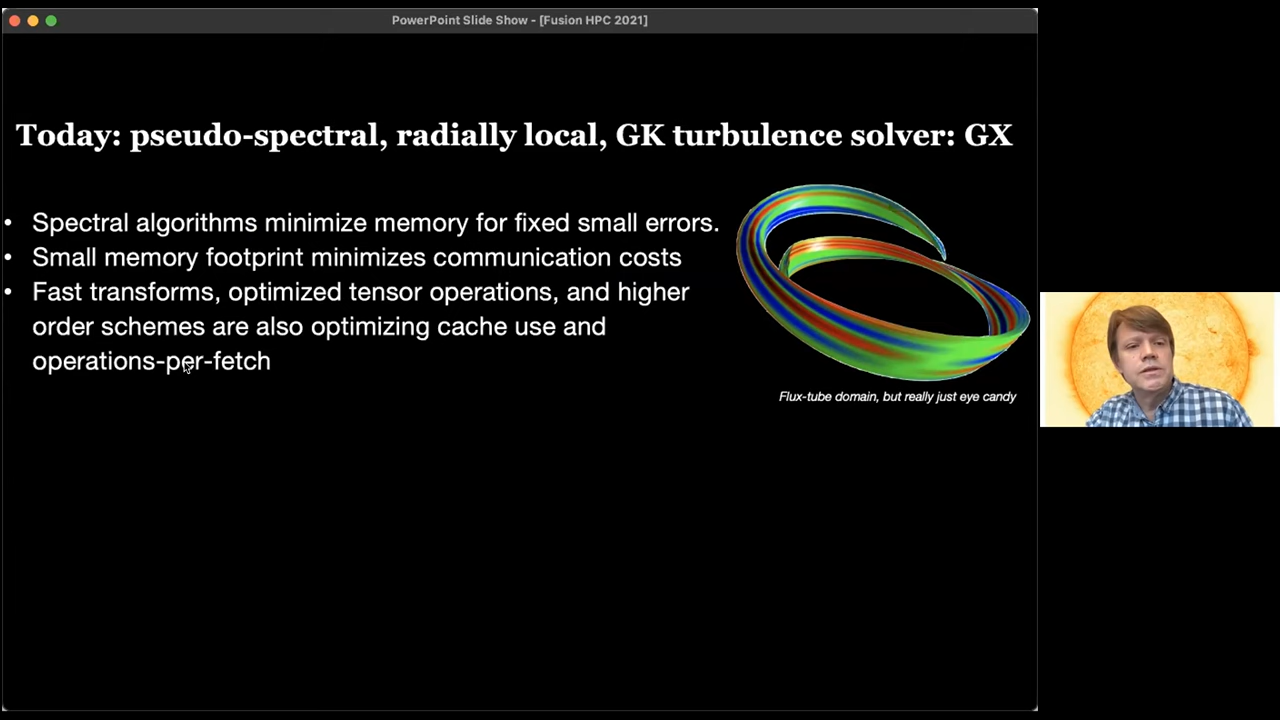 PowerPoint Slide Show - [Fusion HPC 2021]
Today: pseudo-spectral, radially local, GK turbulence solver: GX
• Spectral algorithms minimize memory for fixed small errors.
• Small memory footprint minimizes communication costs
• Fast transforms, optimized tensor operations, and higher
order schemes are also optimizing cache use and
operations-per-fetch
Flux-tube domain, but really just eye candy